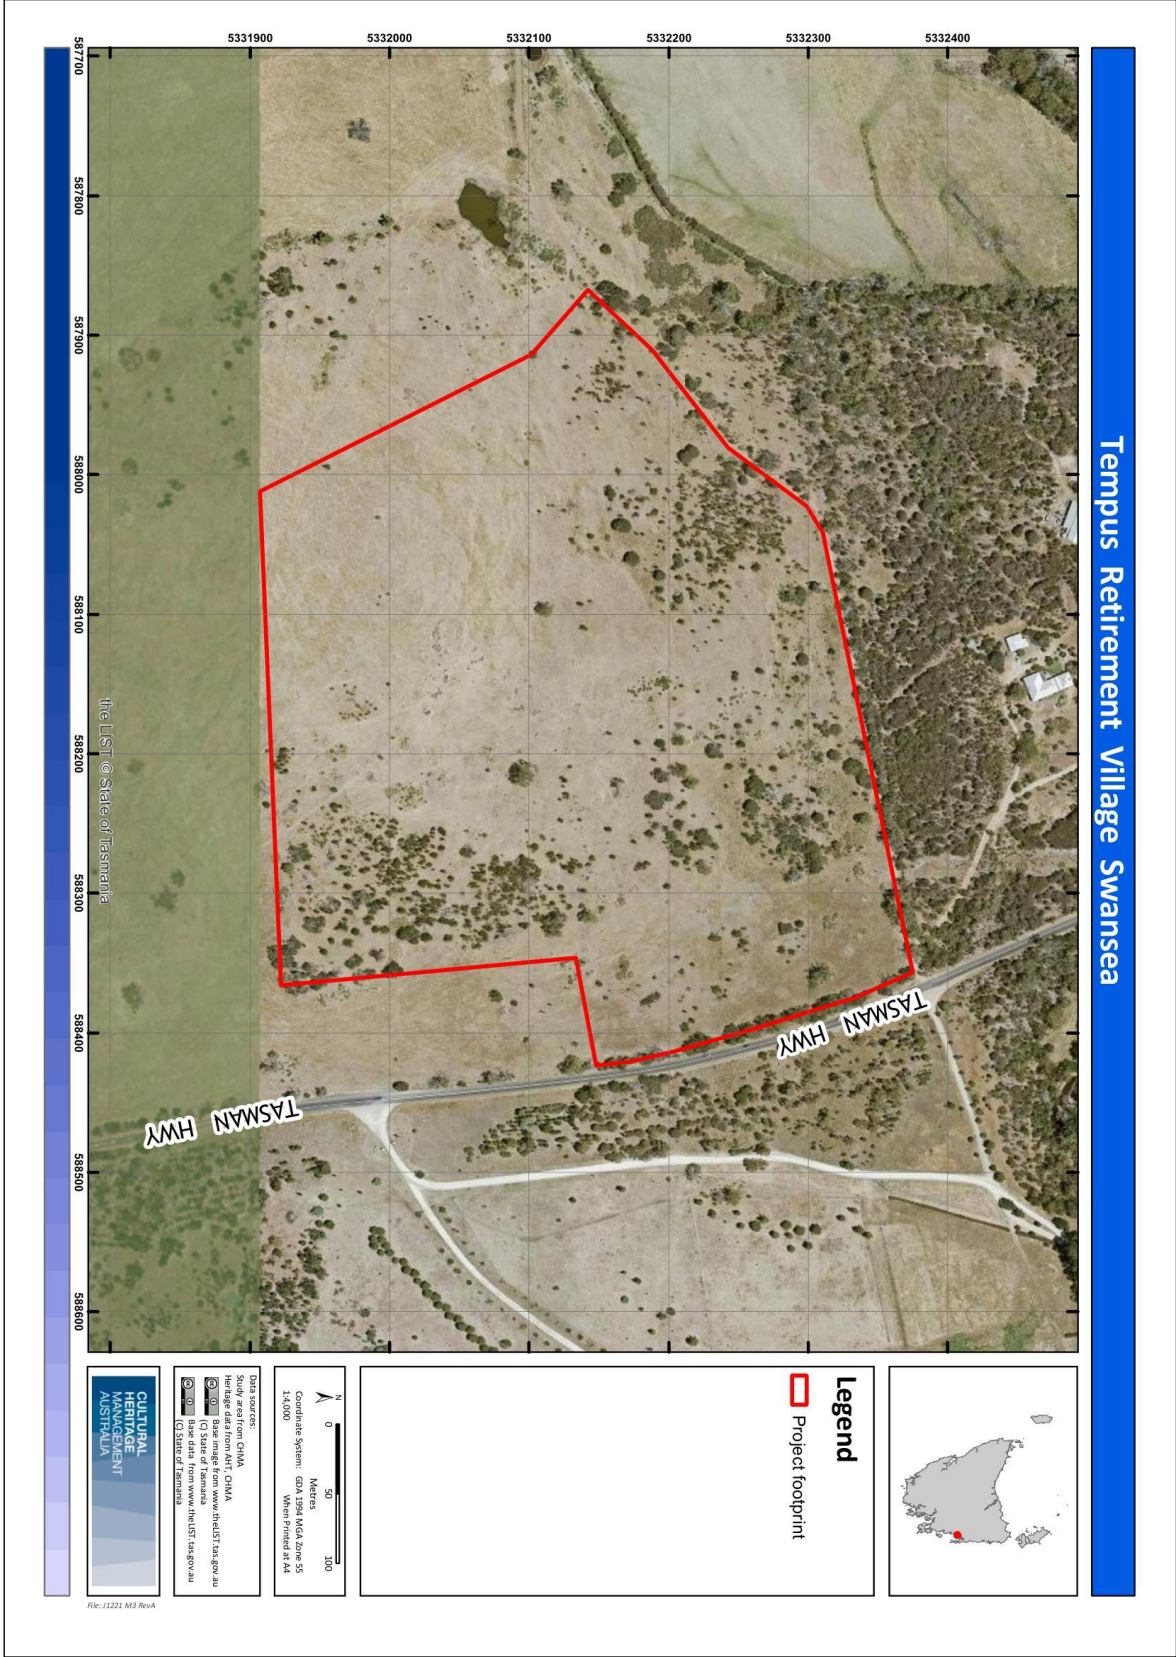 Tempus Retirement Village Swansea
5331900
5332000
5332100
5332200
5332300
5332400
587700
587800
587900
588000
588100
588200
588300
588400
588500
588600
TASMAN HWY
TASMAN HWY
the LIST © State of Tasmania
Legend
Project footprint
N
0 50 100
Metres
Coordinate System: GDA 1994 MGA Zone 55
1:4,000 When Printed at A4
Data sources:
Study area from CHMA
Heritage data from AHT, CHMA
Base image from www.theLIST.tas.gov.au
(C) State of Tasmania
Base data from www.theLIST.tas.gov.au
(C) State of Tasmania
CULTURAL
HERITAGE
MANAGEMENT
AUSTRALIA
File: J1221 M3 RevA